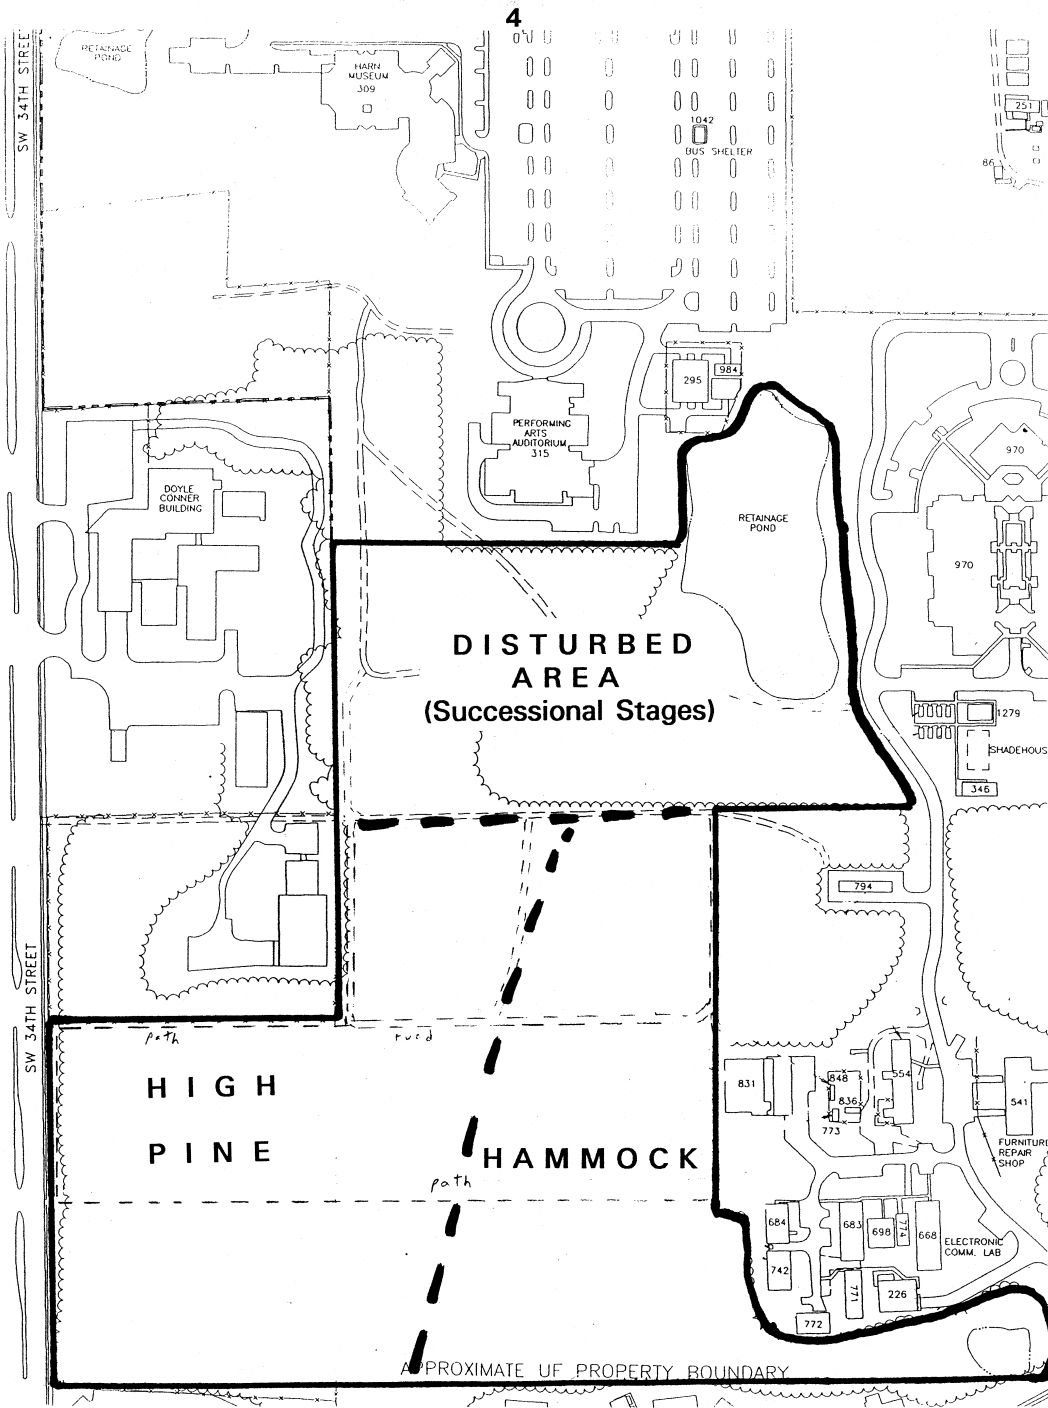 4
SW 34TH STREET
RETAINAGE
POND
HARN
MUSEUM
309
1042
BUS SHELTER
251
86
295
984
PERFORMING
ARTS
AUDITORIUM
315
970
DOYLE
CONNER
BUILDING
RETAINAGE
POND
970
DISTURBED
AREA
(Successional Stages)
1279
SHADEHOUS
346
794
SW 34TH STREET
path
road
HIGH
PINE
HAMMOCK
path
831
848
836
773
554
541
FURNITURE
REPAIR
SHOP
684
683
698
774
668
ELECTRONIC
COMM. LAB
742
771
226
772
APPROXIMATE UF PROPERTY BOUNDARY